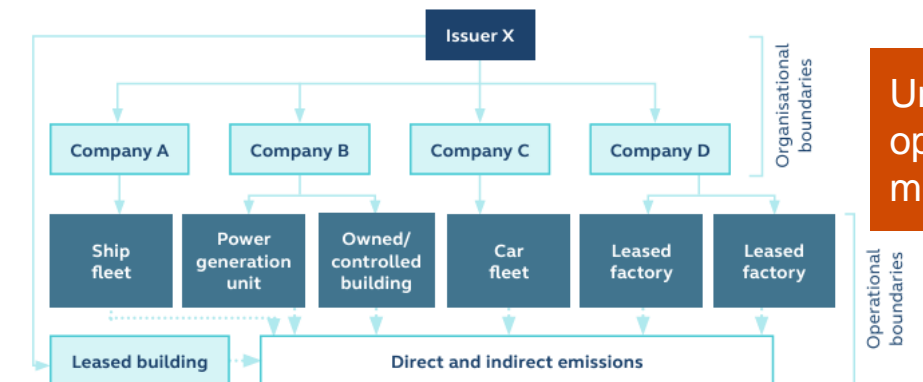 Issuer X
Organisational
boundaries
Company A
Company B
Company C
Company D
Ship
fleet
Power
generation
unit
Owned/
controlled
building
Car
fleet
Leased
factory
Leased
factory
Operational
boundaries
Leased building
Direct and indirect emissions